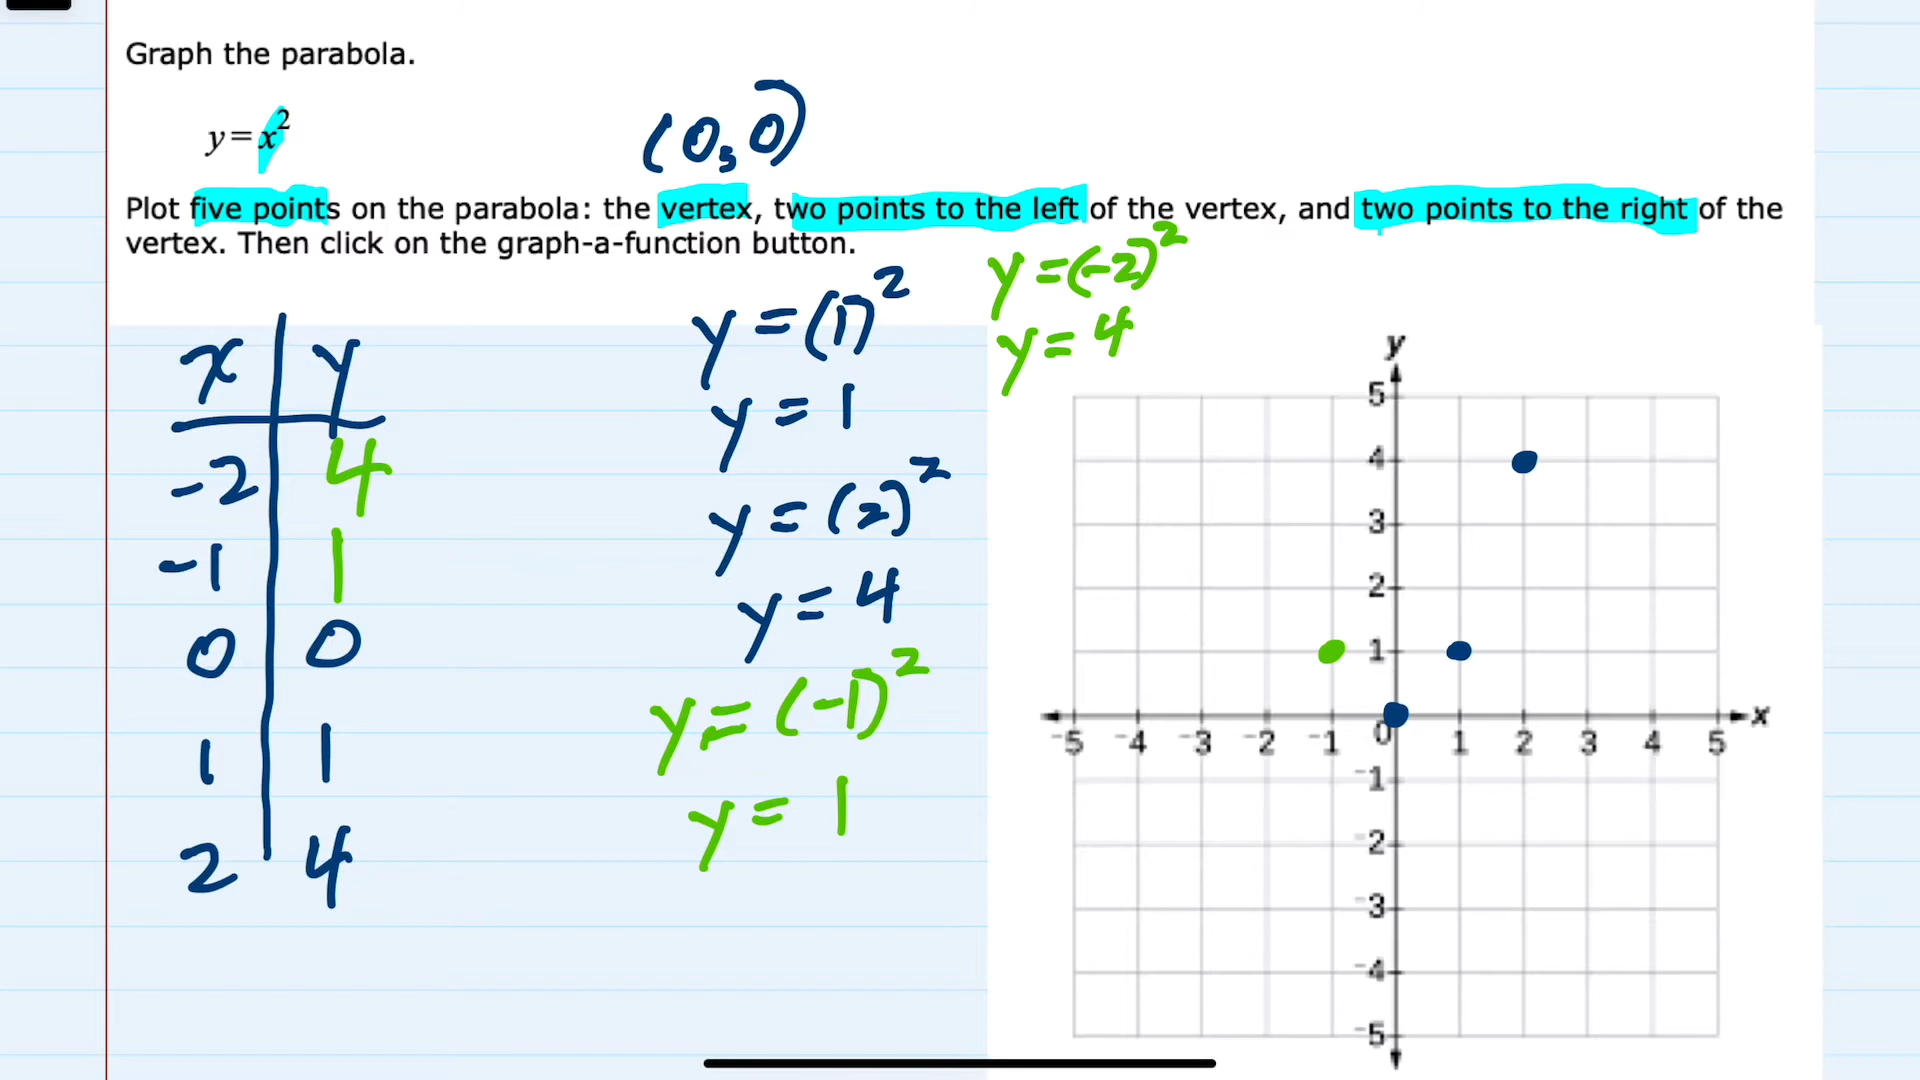 Graph the parabola.
y = x²
(0,0)
Plot five points on the parabola: the vertex, two points to the left of the vertex, and two points to the right of the
vertex. Then click on the graph-a-function button.
x y
-2 4
-1 1
0 0
1 1
2 4
y = (1)²
y = 1
y = (2)²
y = 4
y = (-1)²
y = 1
y = (-2)²
y = 4
y
5
4
3
2
1
-5 -4 -3 -2 -1 0 1 2 3 4 5 x
-1
-2
-3
-4
-5